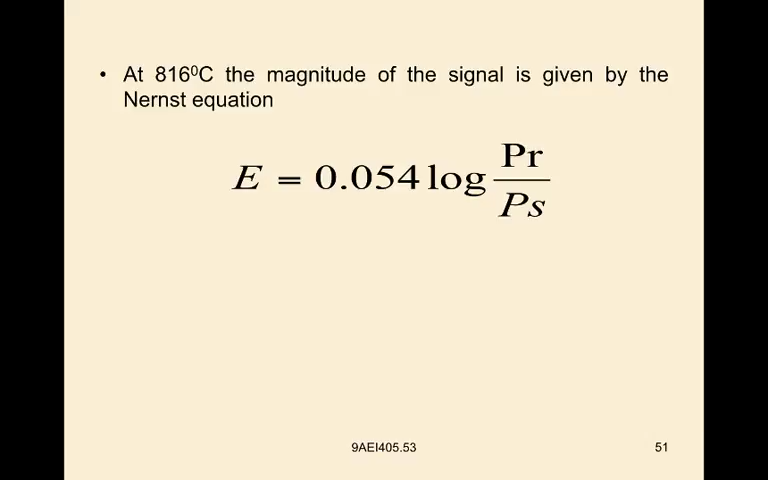 • At 816⁰C the magnitude of the signal is given by the
Nernst equation
E = 0.054 log Pr/Ps
9AEI405.53 51